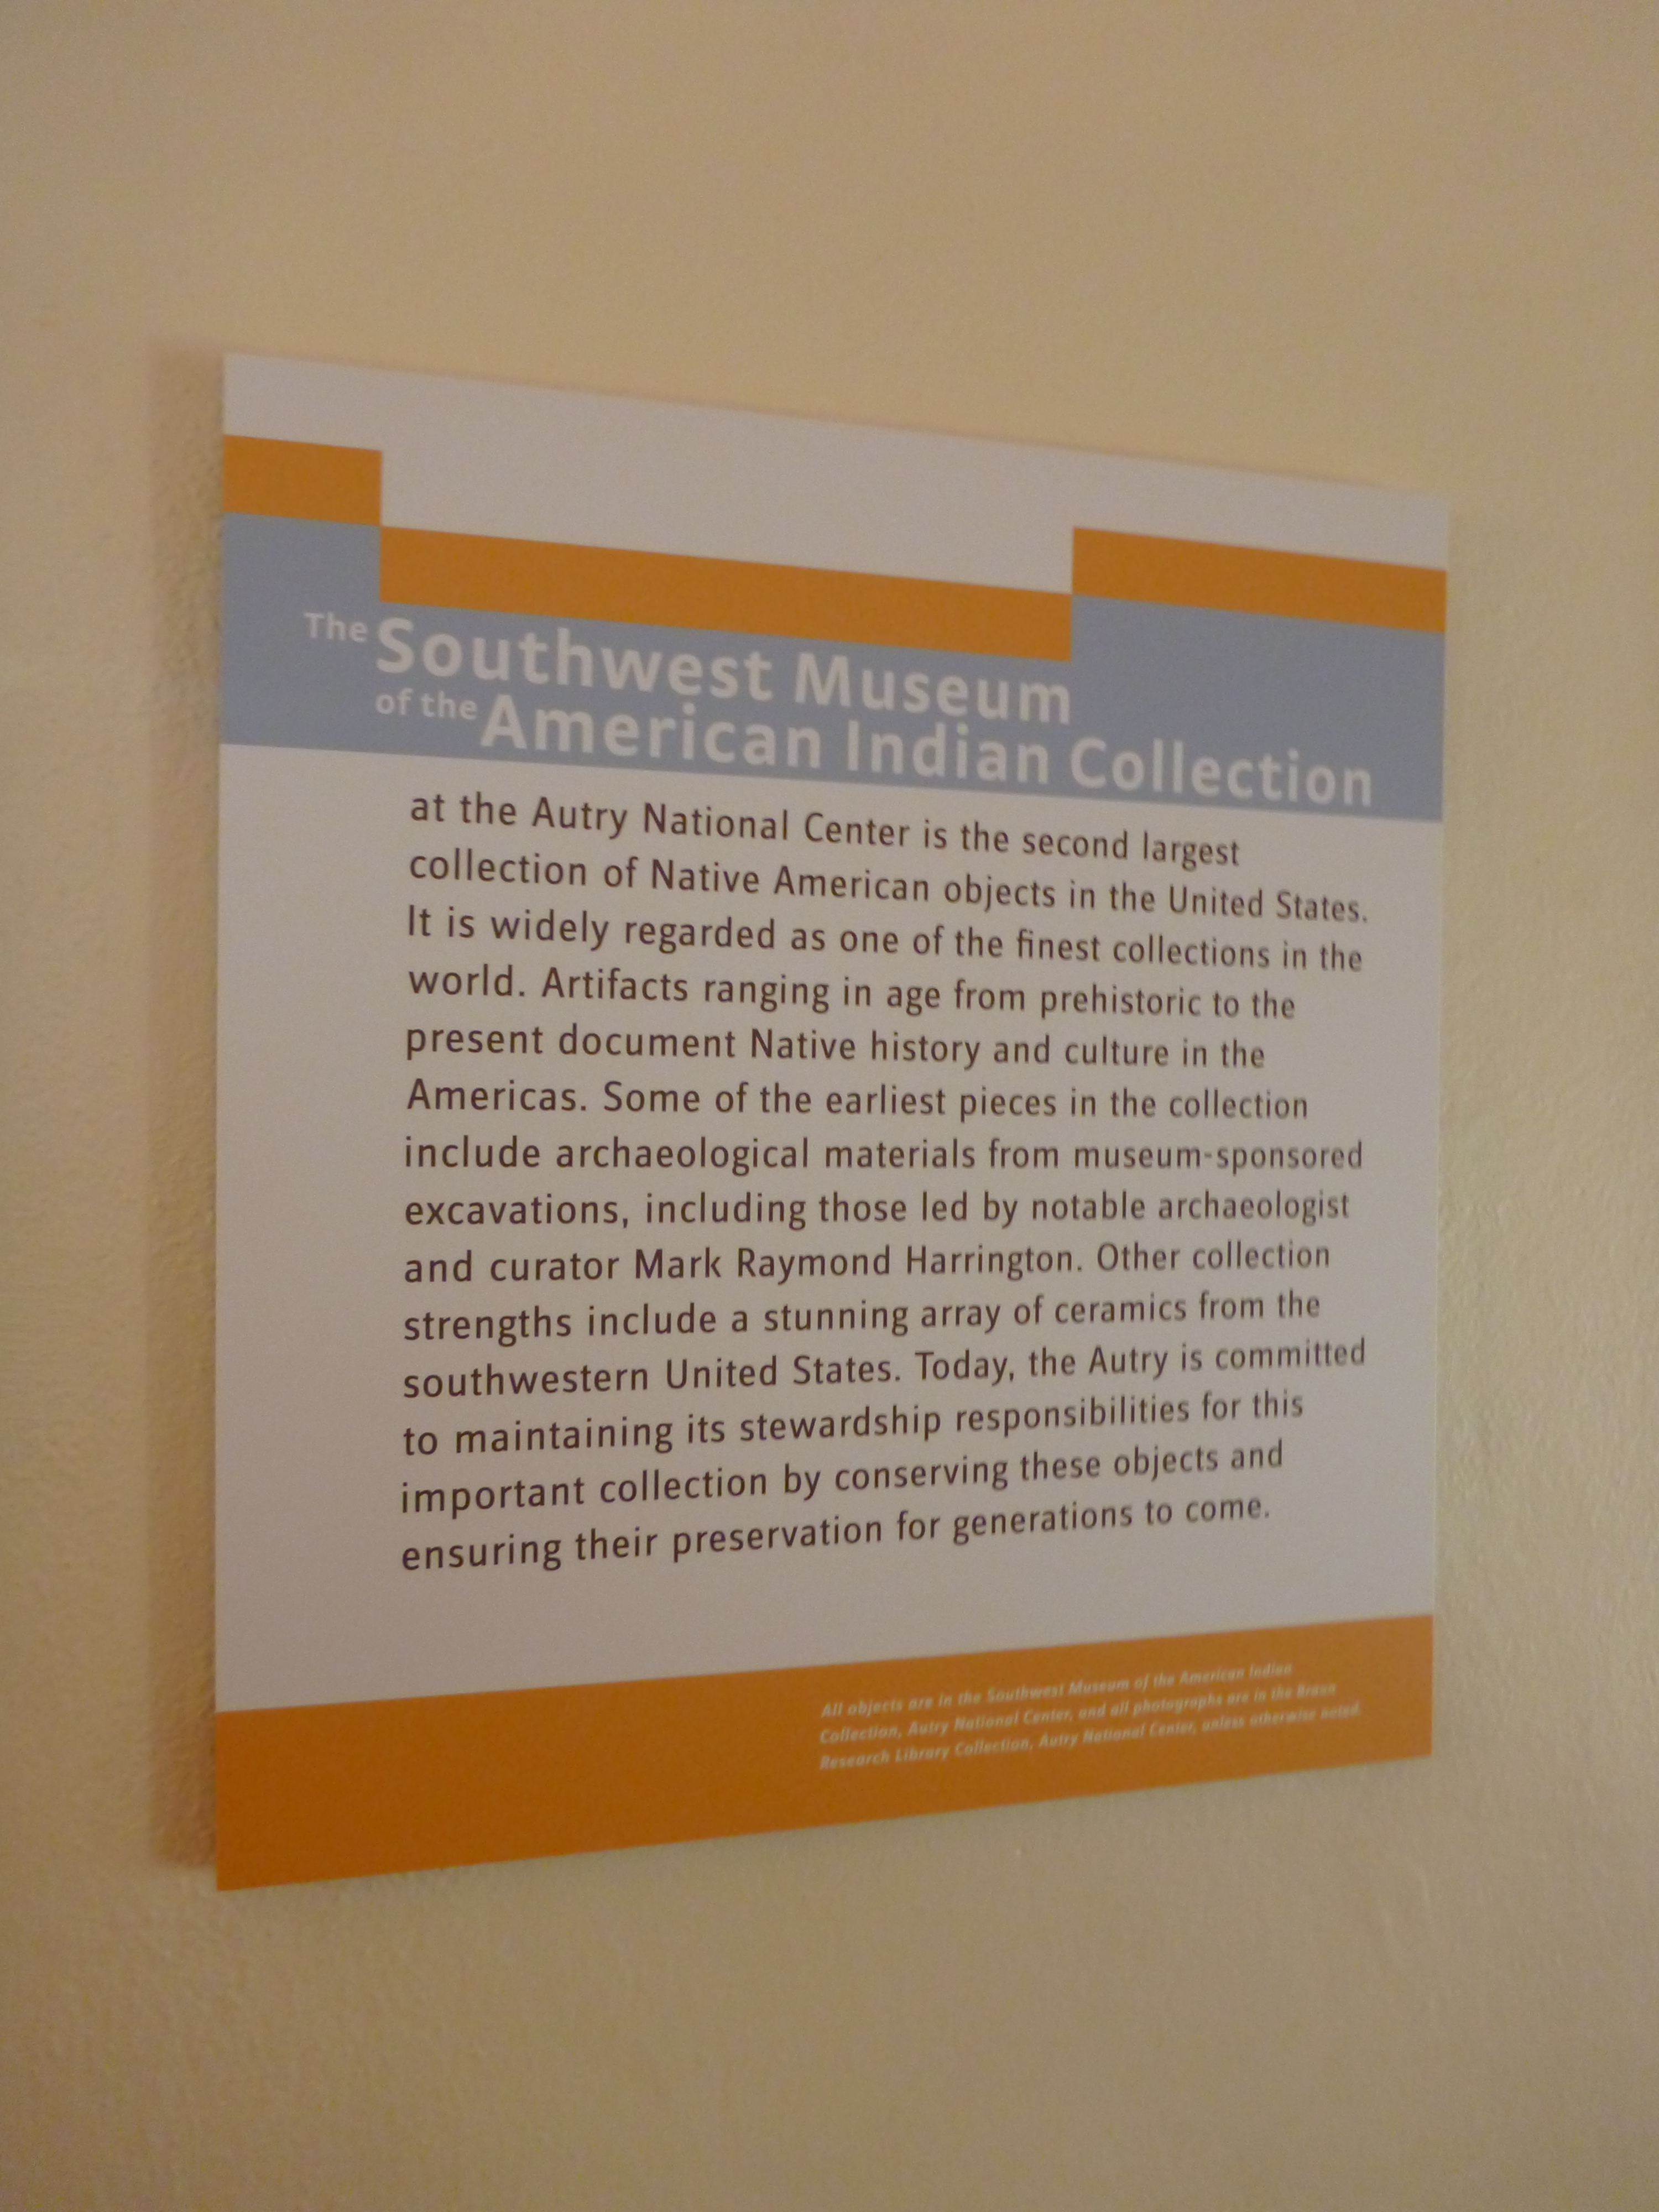 The Southwest Museum
of the American Indian Collection
at the Autry National Center is the second largest
collection of Native American objects in the United States.
It is widely regarded as one of the finest collections in the
world. Artifacts ranging in age from prehistoric to the
present document Native history and culture in the
Americas. Some of the earliest pieces in the collection
include archaeological materials from museum-sponsored
excavations, including those led by notable archaeologist
and curator Mark Raymond Harrington. Other collection
strengths include a stunning array of ceramics from the
southwestern United States. Today, the Autry is committed
to maintaining its stewardship responsibilities for this
important collection by conserving these objects and
ensuring their preservation for generations to come.
All objects are in the Southwest Museum of the American Indian
Collection, Autry National Center, and all photographs are in the Braun
Research Library Collection, Autry National Center, unless otherwise noted.